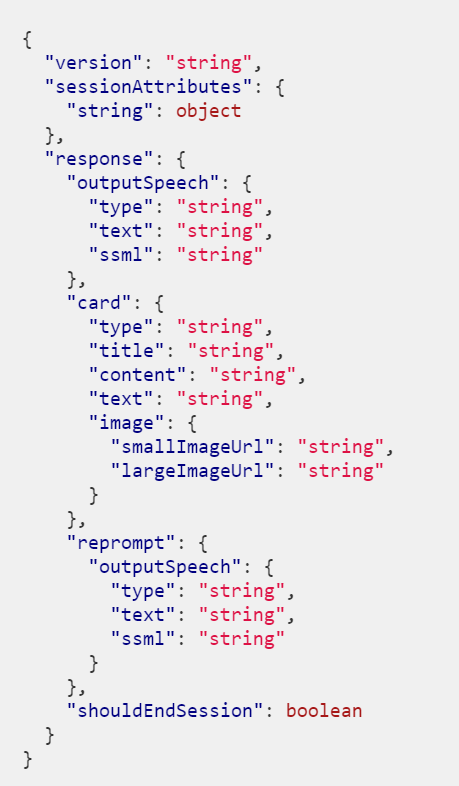 {
  "version": "string",
  "sessionAttributes": {
    "string": object
  },
  "response": {
    "outputSpeech": {
      "type": "string",
      "text": "string",
      "ssml": "string"
    },
    "card": {
      "type": "string",
      "title": "string",
      "content": "string",
      "text": "string",
      "image": {
        "smallImageUrl": "string",
        "largeImageUrl": "string"
      }
    },
    "reprompt": {
      "outputSpeech": {
        "type": "string",
        "text": "string",
        "ssml": "string"
      }
    },
    "shouldEndSession": boolean
  }
}